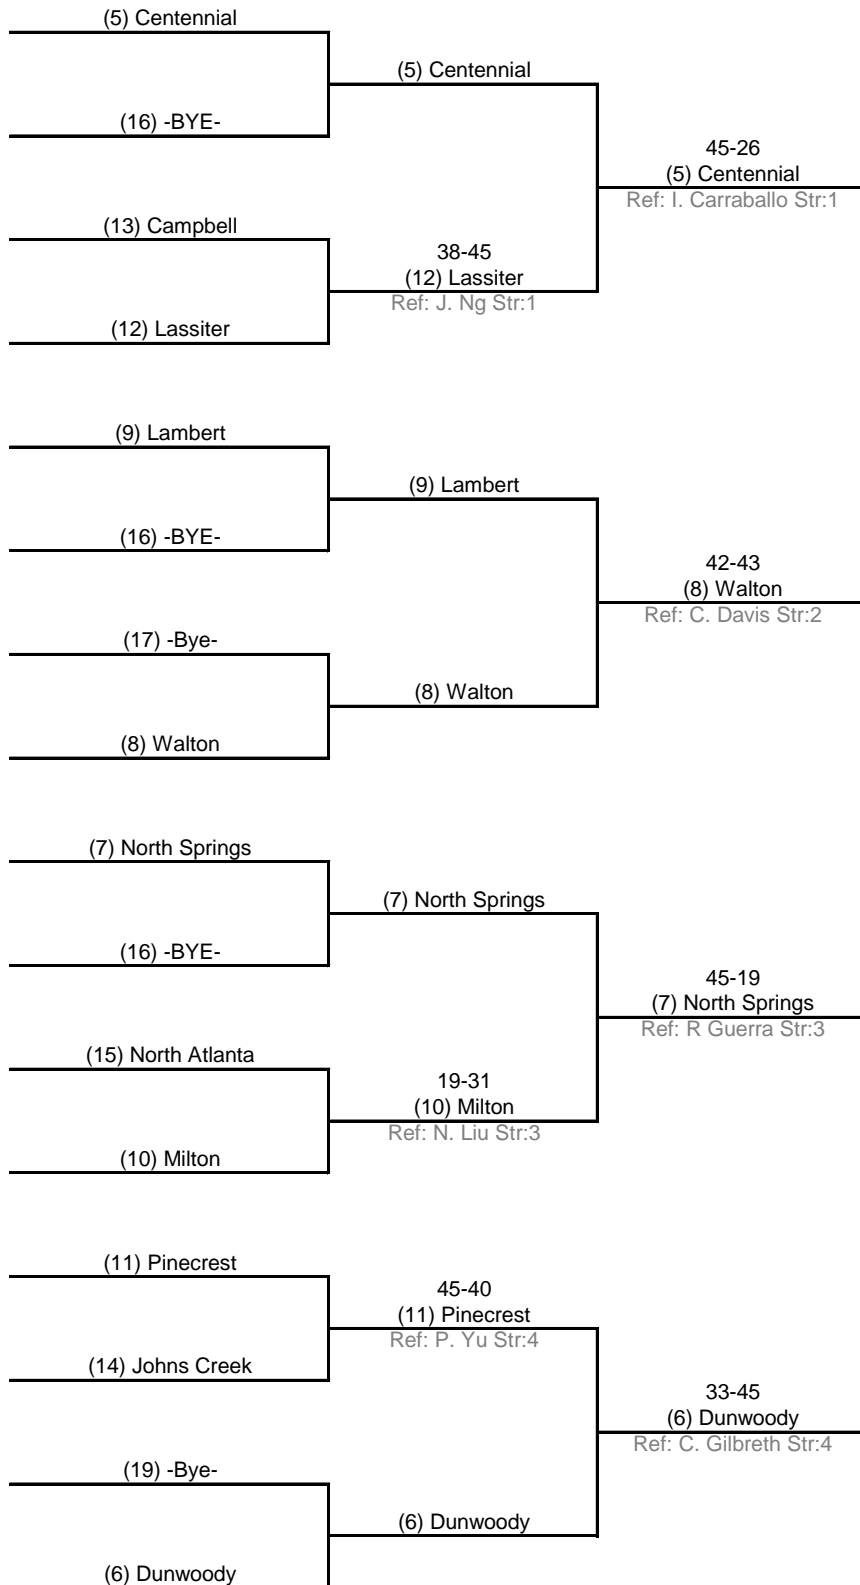 (5) Centennial
(5) Centennial
(16) -BYE-
45-26
(5) Centennial
Ref: I. Carraballo Str:1
(13) Campbell
38-45
(12) Lassiter
Ref: J. Ng Str:1
(12) Lassiter
(9) Lambert
(9) Lambert
(16) -BYE-
42-43
(8) Walton
Ref: C. Davis Str:2
(17) -Bye-
(8) Walton
(8) Walton
(7) North Springs
(7) North Springs
(16) -BYE-
45-19
(7) North Springs
Ref: R Guerra Str:3
(15) North Atlanta
19-31
(10) Milton
Ref: N. Liu Str:3
(10) Milton
(11) Pinecrest
45-40
(11) Pinecrest
Ref: P. Yu Str:4
(14) Johns Creek
33-45
(6) Dunwoody
Ref: C. Gilbreth Str:4
(19) -Bye-
(6) Dunwoody
(6) Dunwoody